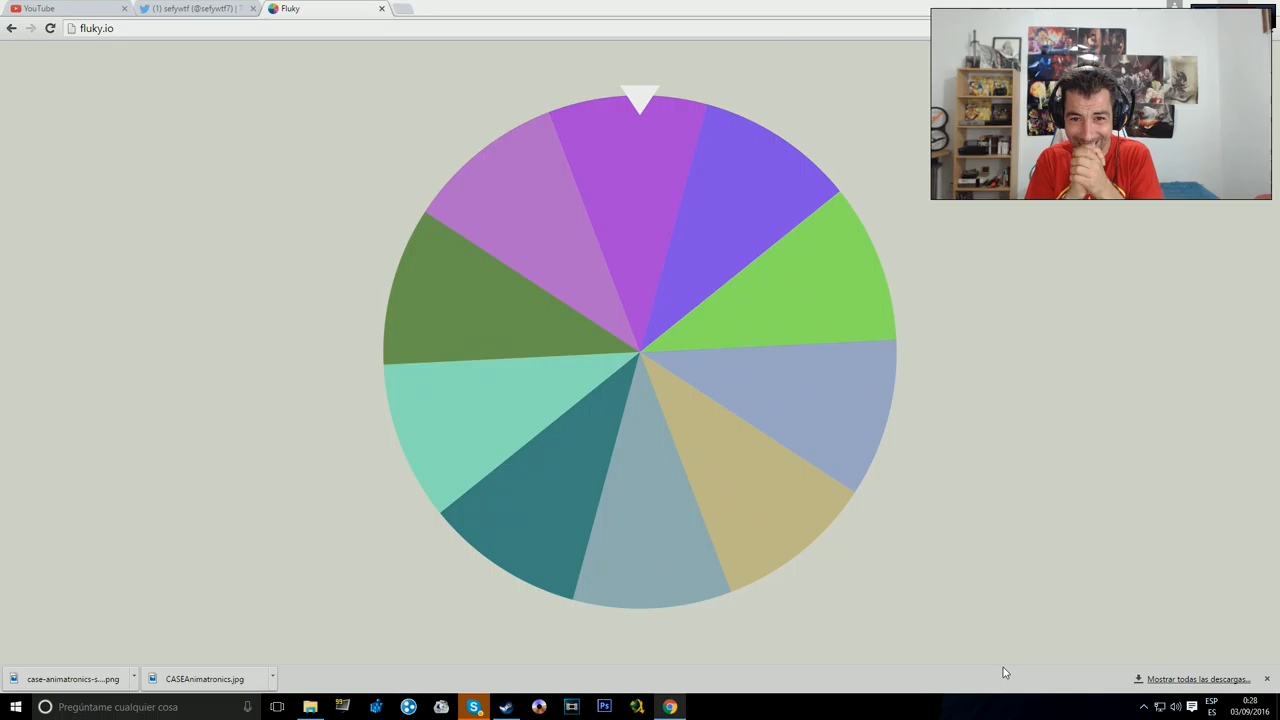 YouTube
(1) sefywtf (@sefywtf7) | T
Fluky
fluky.io
case-animatronics-s....png
CASEAnimatronics.jpg
Mostrar todas las descargas...
Pregúntame cualquier cosa
ESP
ES
0:28
03/09/2016